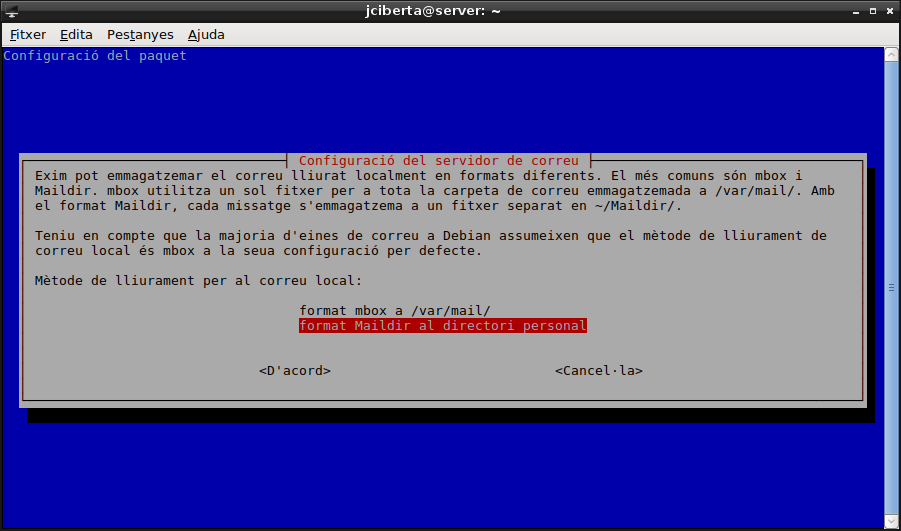 jciberta@server: ~
Fitxer Edita Pestanyes Ajuda
Configuració del paquet
Configuració del servidor de correu
Exim pot emmagatzemar el correu lliurat localment en formats diferents. El més comuns són mbox i
Maildir. mbox utilitza un sol fitxer per a tota la carpeta de correu emmagatzemada a /var/mail/. Amb
el format Maildir, cada missatge s'emmagatzema a un fitxer separat en ~/Maildir/.
Teniu en compte que la majoria d'eines de correu a Debian assumeixen que el mètode de lliurament de
correu local és mbox a la seua configuració per defecte.
Mètode de lliurament per al correu local:
format mbox a /var/mail/
format Maildir al directori personal
<D'acord> <Cancel·la>